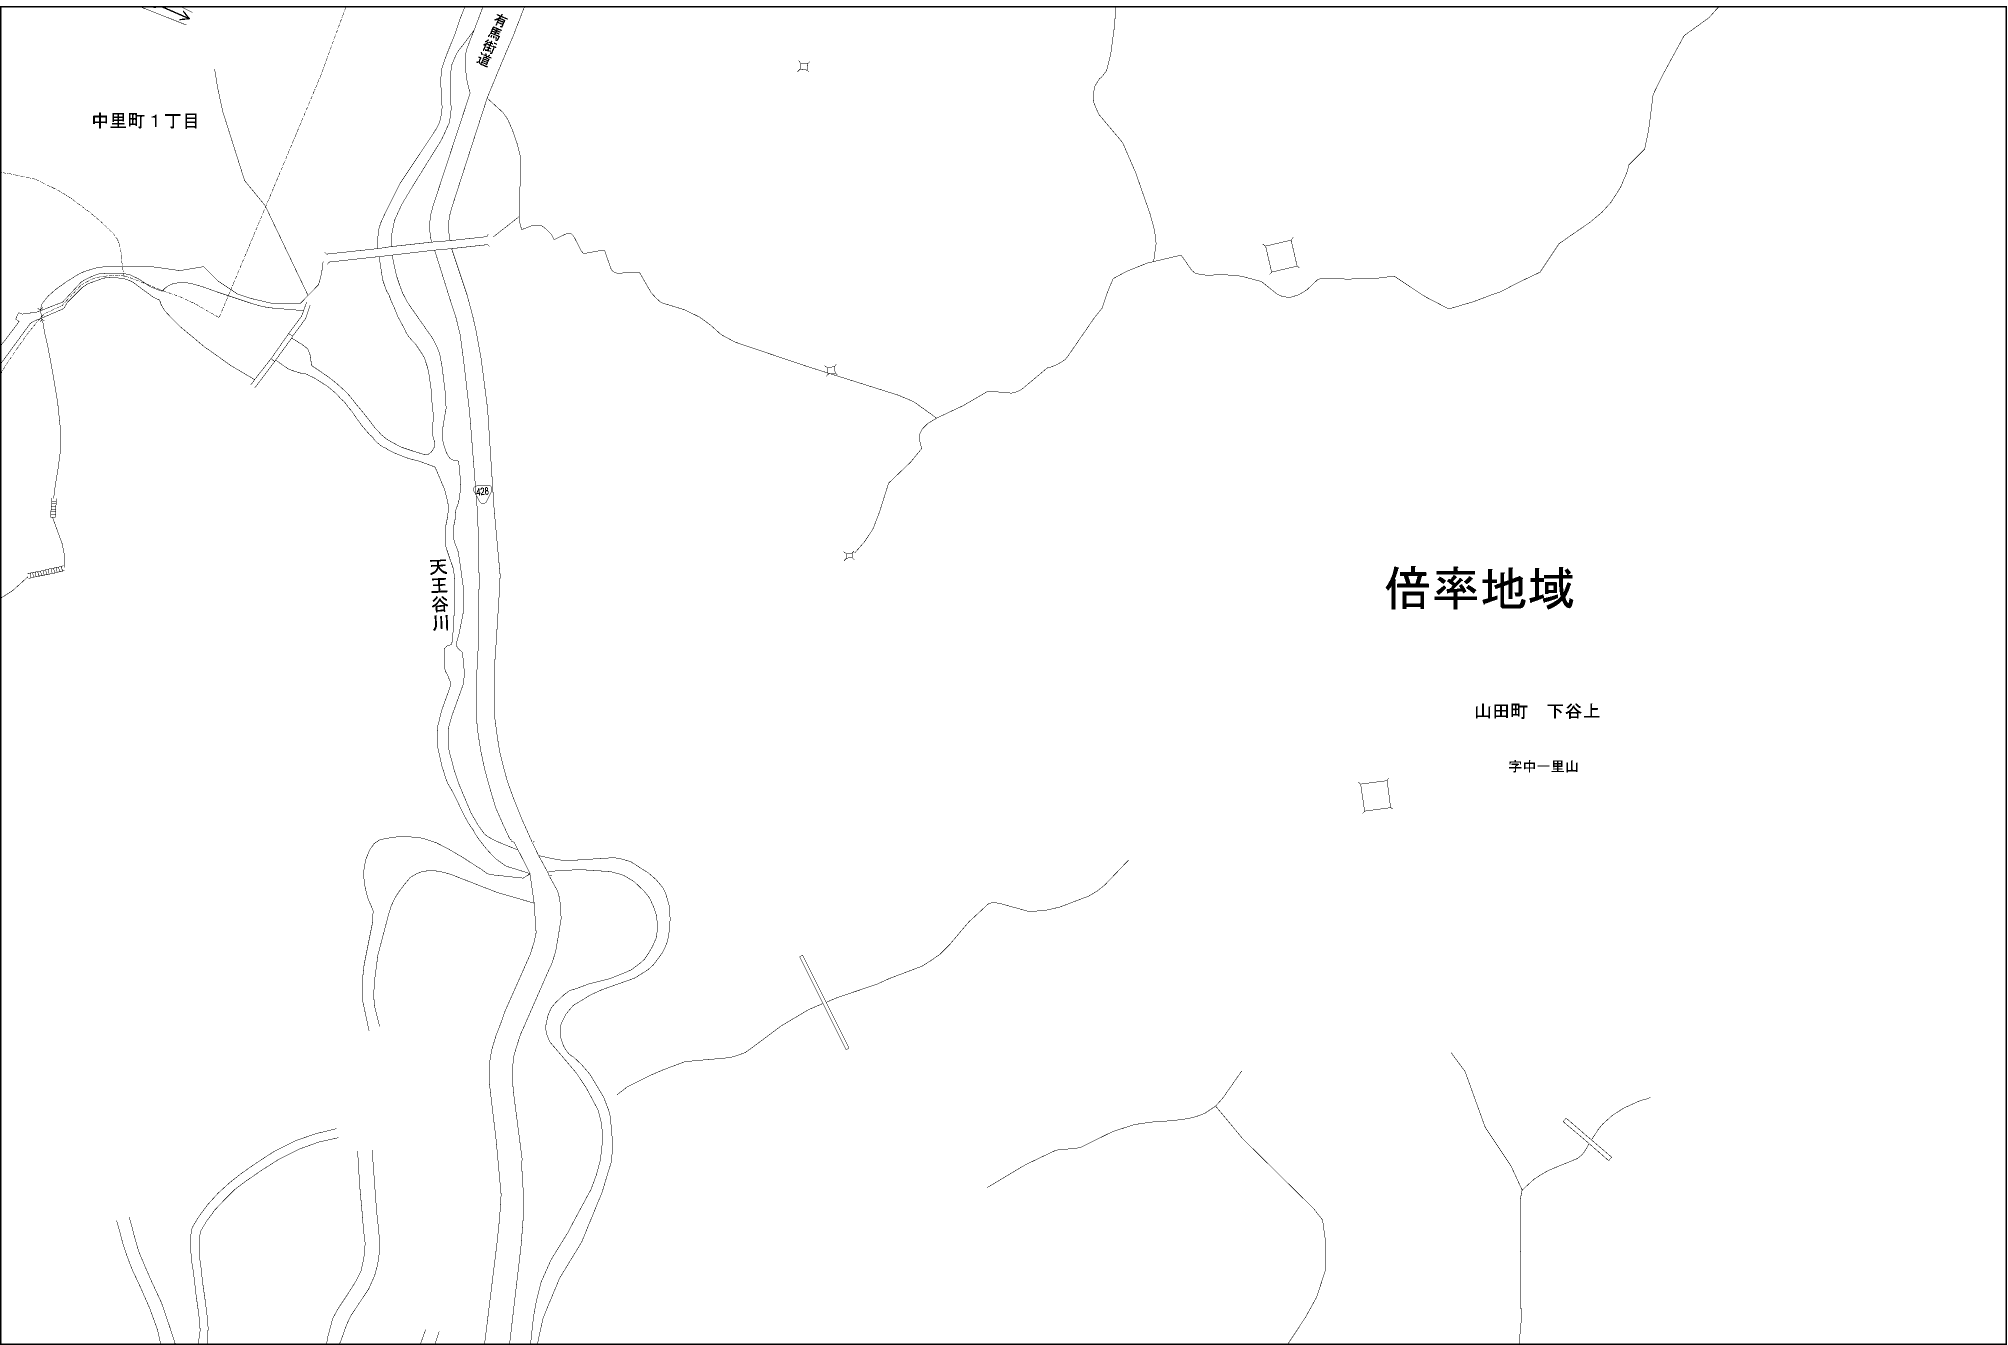 有馬街道
中里町１丁目
428
天王谷川
倍率地域
山田町　下谷上
字中一里山